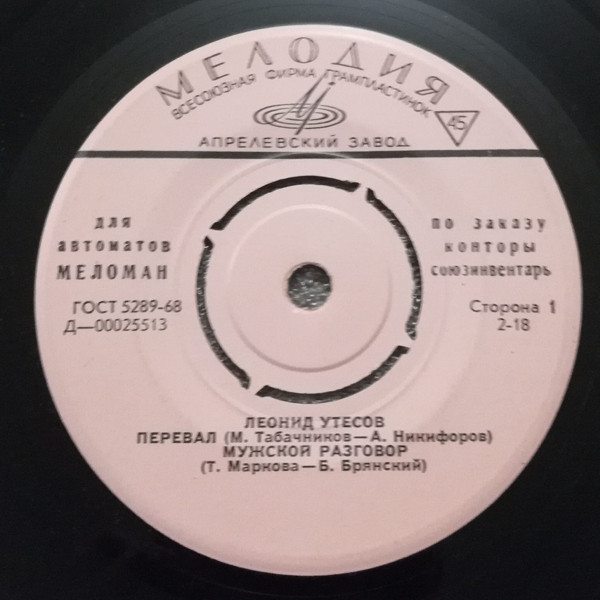 МЕЛОДИЯ
ВСЕСОЮЗНАЯ ФИРМА ГРАМПЛАСТИНОК
45
АПРЕЛЕВСКИЙ ЗАВОД
для
автоматов
МЕЛОМАН
по заказу
конторы
союзинвентарь
ГОСТ 5289-68
Д—00025513
Сторона 1
2-18
ЛЕОНИД УТЕСОВ
ПЕРЕВАЛ (М. Табачников—А. Никифоров)
МУЖСКОЙ РАЗГОВОР
(Т. Маркова—Б. Брянский)